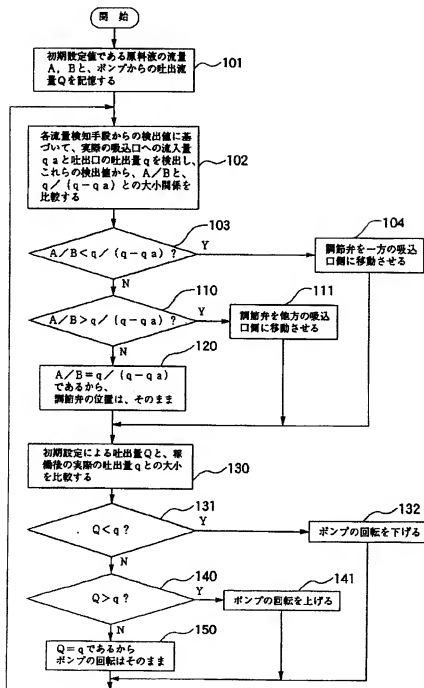 開 始
初期設定値である原料液の流量
A, Bと、ポンプからの吐出流
量Qを記憶する
101
各流量検知手段からの検出値に基
づいて、実際の吸込口への流入量
qaと吐出口の吐出量qを検出し、
これらの検出値から、A/Bと、
q/(q-qa)との大小関係を
比較する
102
103
A/B<q/(q-qa)?
Y
104
調節弁を一方の吸込
口側に移動させる
N
110
A/B>q/(q-qa)?
Y
111
調節弁を他方の吸込
口側に移動させる
N
120
A/B=q/(q-qa)
であるから、
調節弁の位置は、そのまま
初期設定による吐出量Qと、稼
働後の実際の吐出量qとの大小
を比較する
130
131
Q<q?
Y
132
ポンプの回転を下げる
N
140
Q>q?
Y
141
ポンプの回転を上げる
N
150
Q=qであるから
ポンプの回転はそのまま